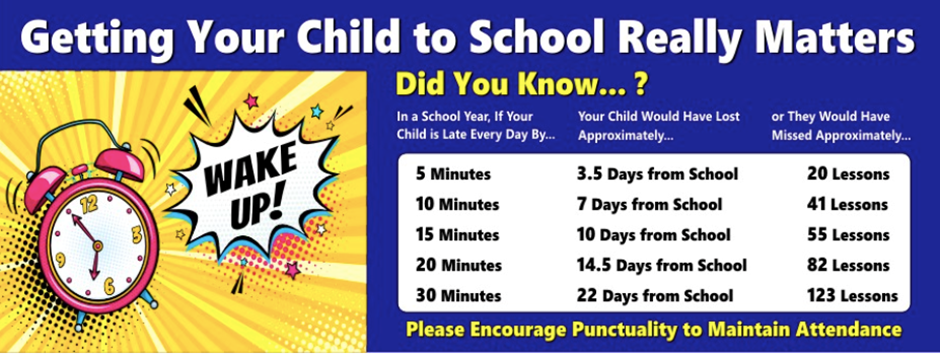 Getting Your Child to School Really Matters
Did You Know... ?
In a School Year, If Your
Child is Late Every Day By...
Your Child Would Have Lost
Approximately...
or They Would Have
Missed Approximately...
5 Minutes 3.5 Days from School 20 Lessons
10 Minutes 7 Days from School 41 Lessons
15 Minutes 10 Days from School 55 Lessons
20 Minutes 14.5 Days from School 82 Lessons
30 Minutes 22 Days from School 123 Lessons
Please Encourage Punctuality to Maintain Attendance
WAKE
UP!
12
3
6
9